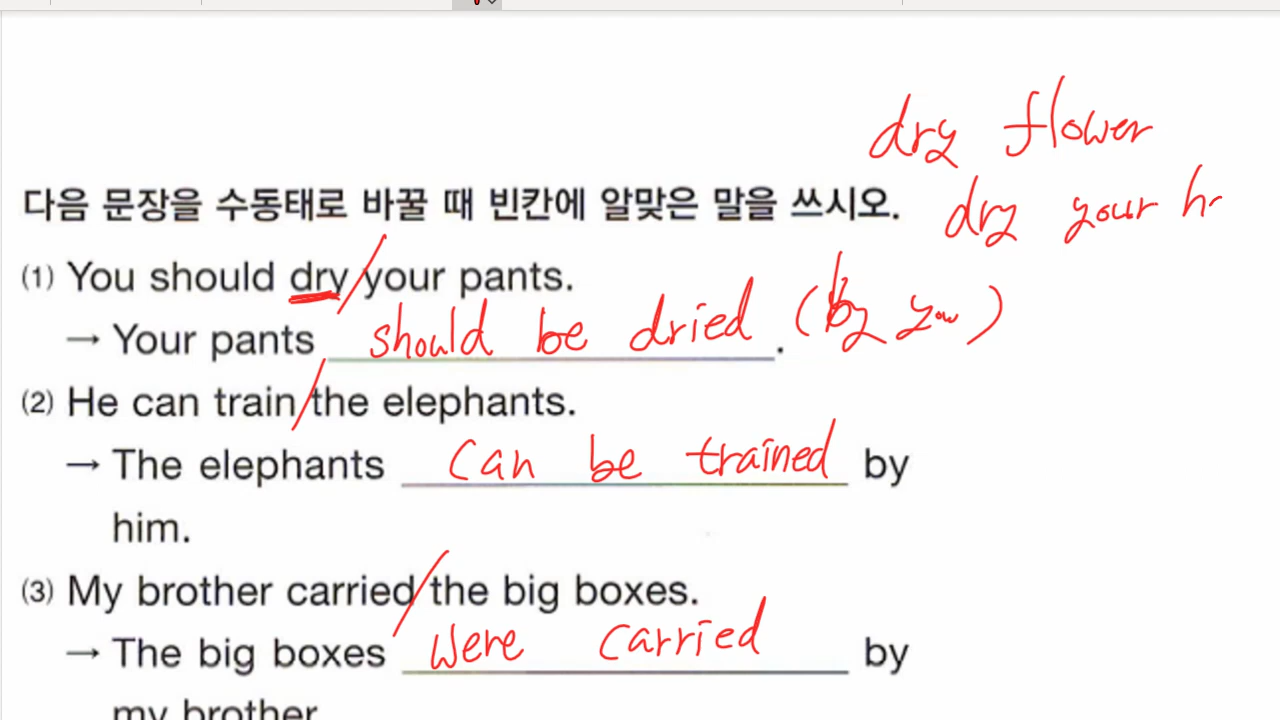 dry flower
다음 문장을 수동태로 바꿀 때 빈칸에 알맞은 말을 쓰시오.
dry your
(1) You should dry / your pants.
→ Your pants should be dried . (by you)
(2) He can train / the elephants.
→ The elephants can be trained by
him.
(3) My brother carried / the big boxes.
→ The big boxes were carried by
my brother